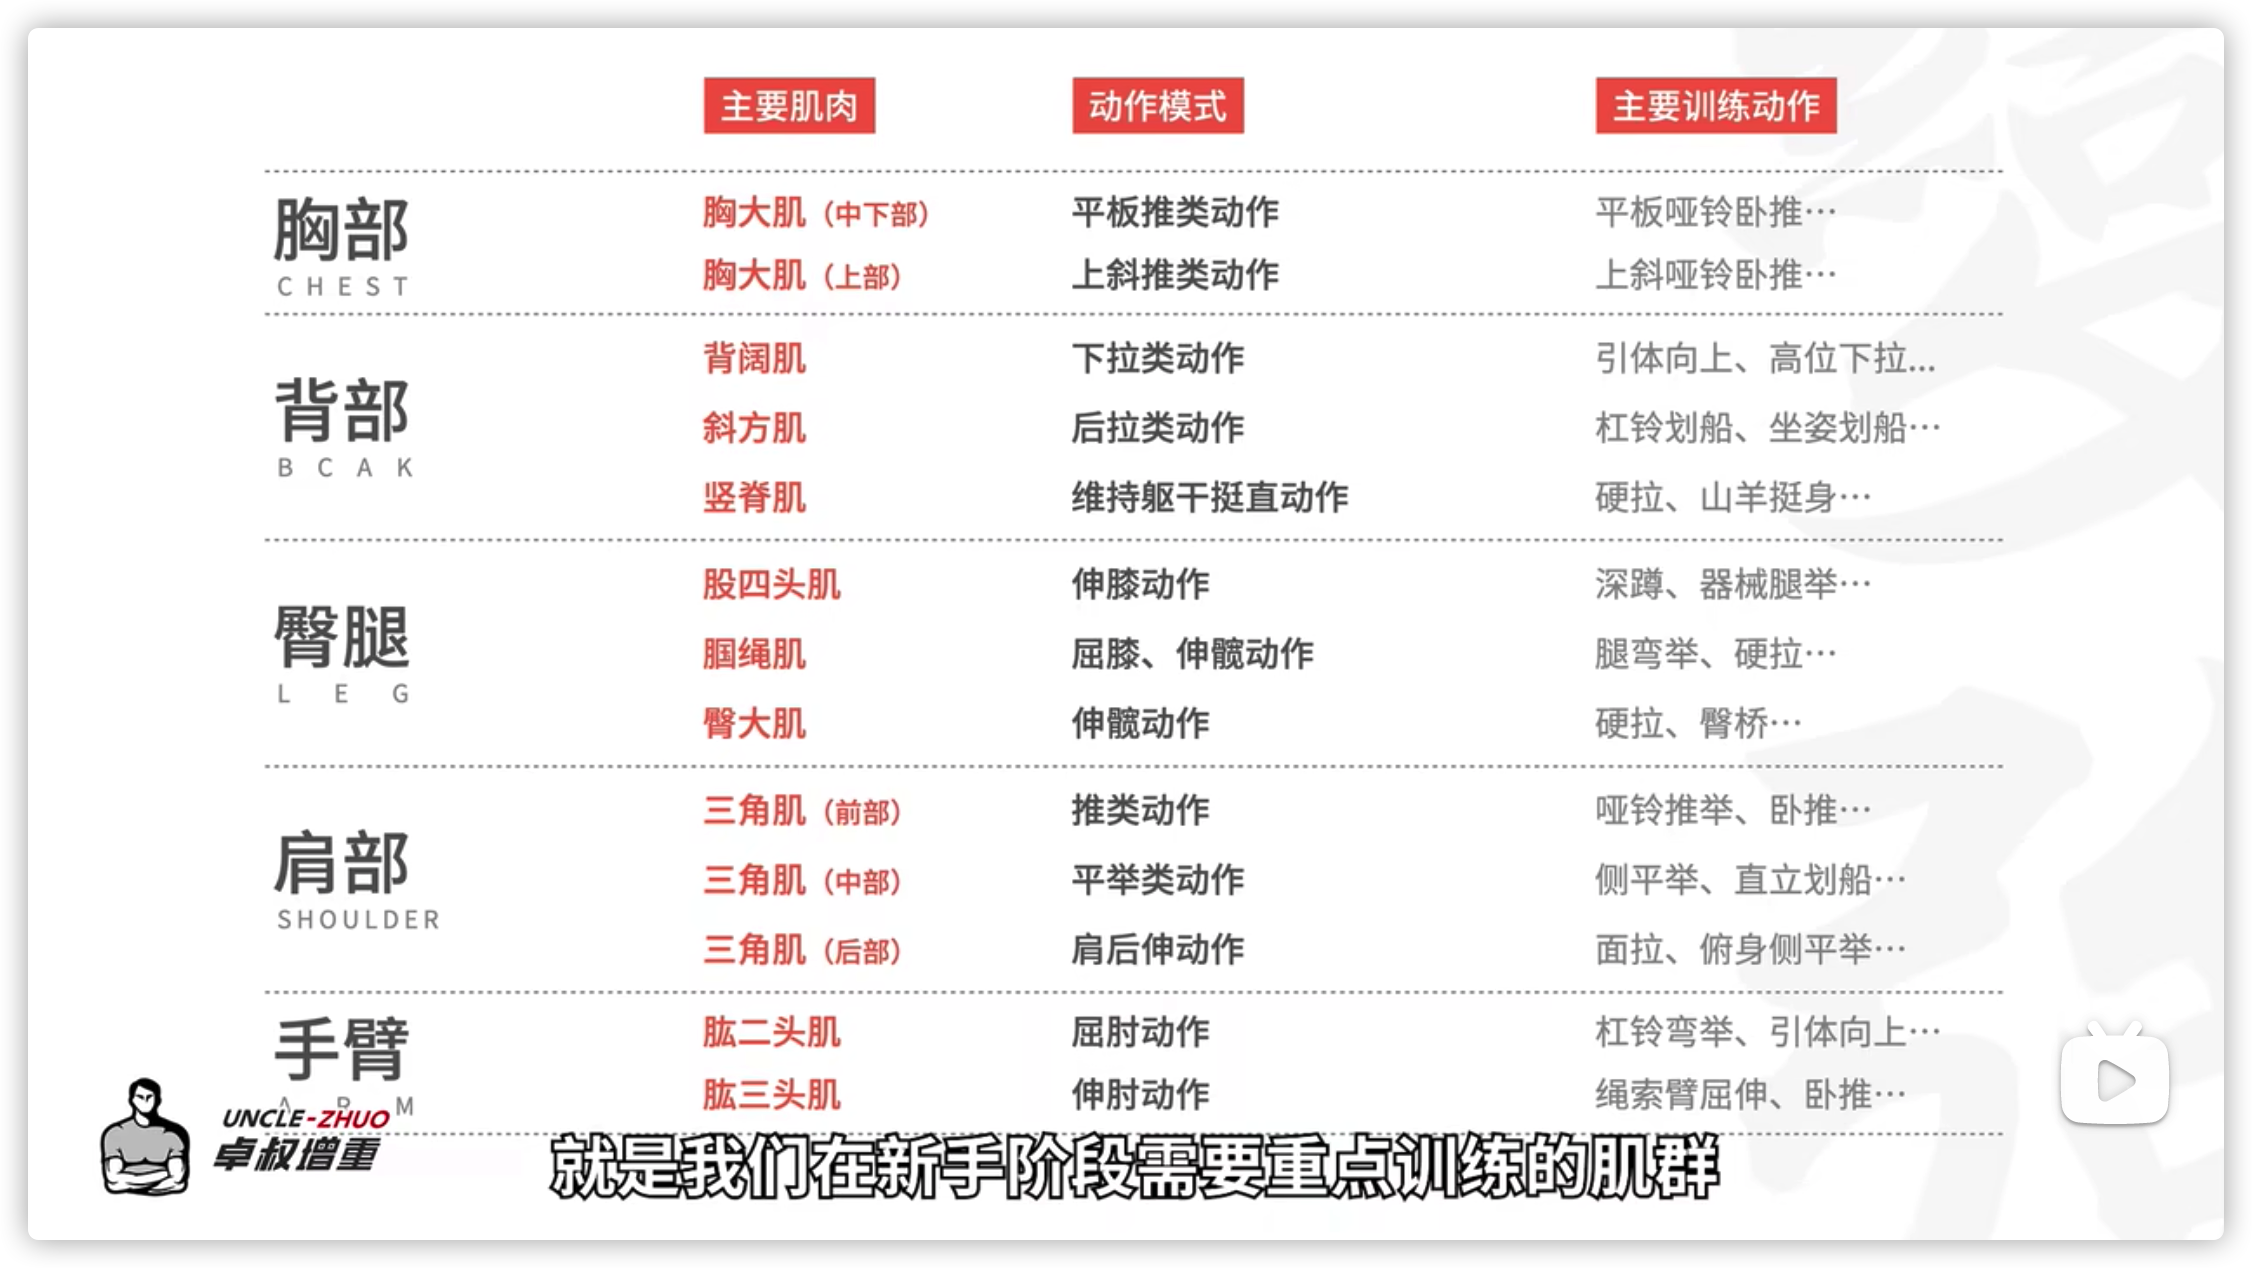 主要肌肉 动作模式 主要训练动作
胸部
CHEST
胸大肌（中下部） 平板推类动作 平板哑铃卧推…
胸大肌（上部） 上斜推类动作 上斜哑铃卧推…
背部
BCAK
背阔肌 下拉类动作 引体向上、高位下拉...
斜方肌 后拉类动作 杠铃划船、坐姿划船…
竖脊肌 维持躯干挺直动作 硬拉、山羊挺身…
臀腿
LEG
股四头肌 伸膝动作 深蹲、器械腿举…
腘绳肌 屈膝、伸髋动作 腿弯举、硬拉…
臀大肌 伸髋动作 硬拉、臀桥…
肩部
SHOULDER
三角肌（前部） 推类动作 哑铃推举、卧推…
三角肌（中部） 平举类动作 侧平举、直立划船…
三角肌（后部） 肩后伸动作 面拉、俯身侧平举…
手臂
ARM
肱二头肌 屈肘动作 杠铃弯举、引体向上…
肱三头肌 伸肘动作 绳索臂屈伸、卧推…
UNCLE-ZHUO
卓叔增重
就是我们在新手阶段需要重点训练的肌群